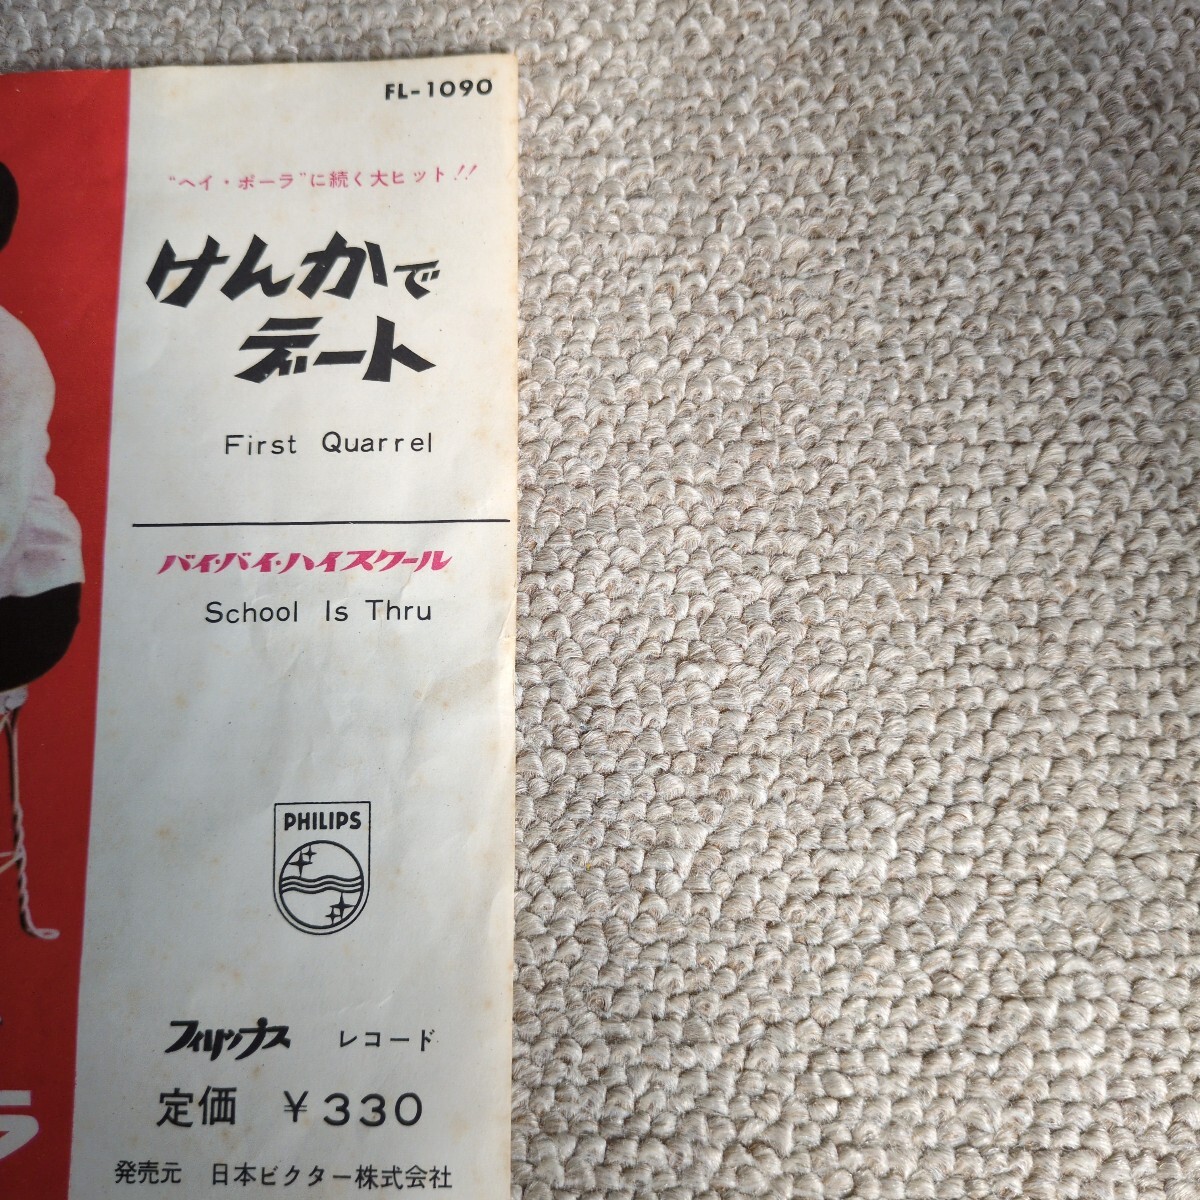 FL-1090
"ヘイ・ポーラ"に続く大ヒット!!
けんかで
デート
First Quarrel
バイ・バイ・ハイスクール
School Is Thru
PHILIPS
フィリップス レコード
定価 ¥330
発売元 日本ビクター株式会社
ラ